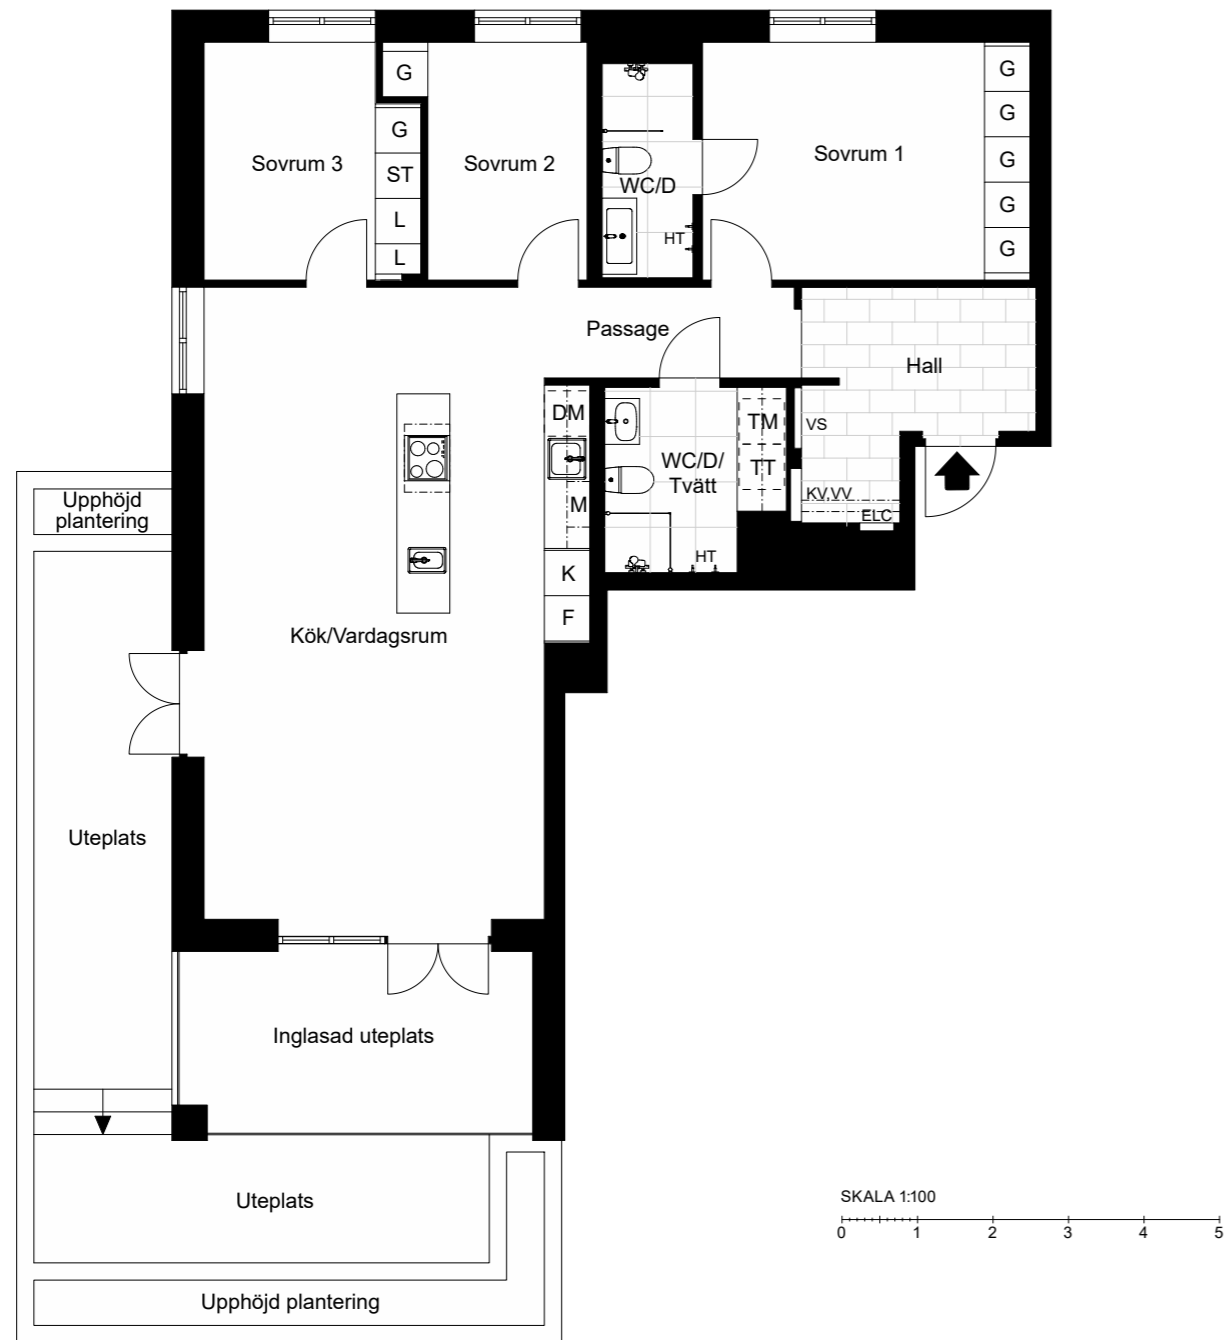 G
G
G
Sovrum 3
ST
Sovrum 2
WC/D
Sovrum 1
G
G
L
G
L
HT
G
Passage
Hall
DM
TM
VS
WC/D/
Tvätt
TT
M
KV,VV
ELC
HT
Upphöjd
plantering
K
F
Kök/Vardagsrum
Uteplats
Inglasad uteplats
Uteplats
Upphöjd plantering
SKALA 1:100
0 1 2 3 4 5